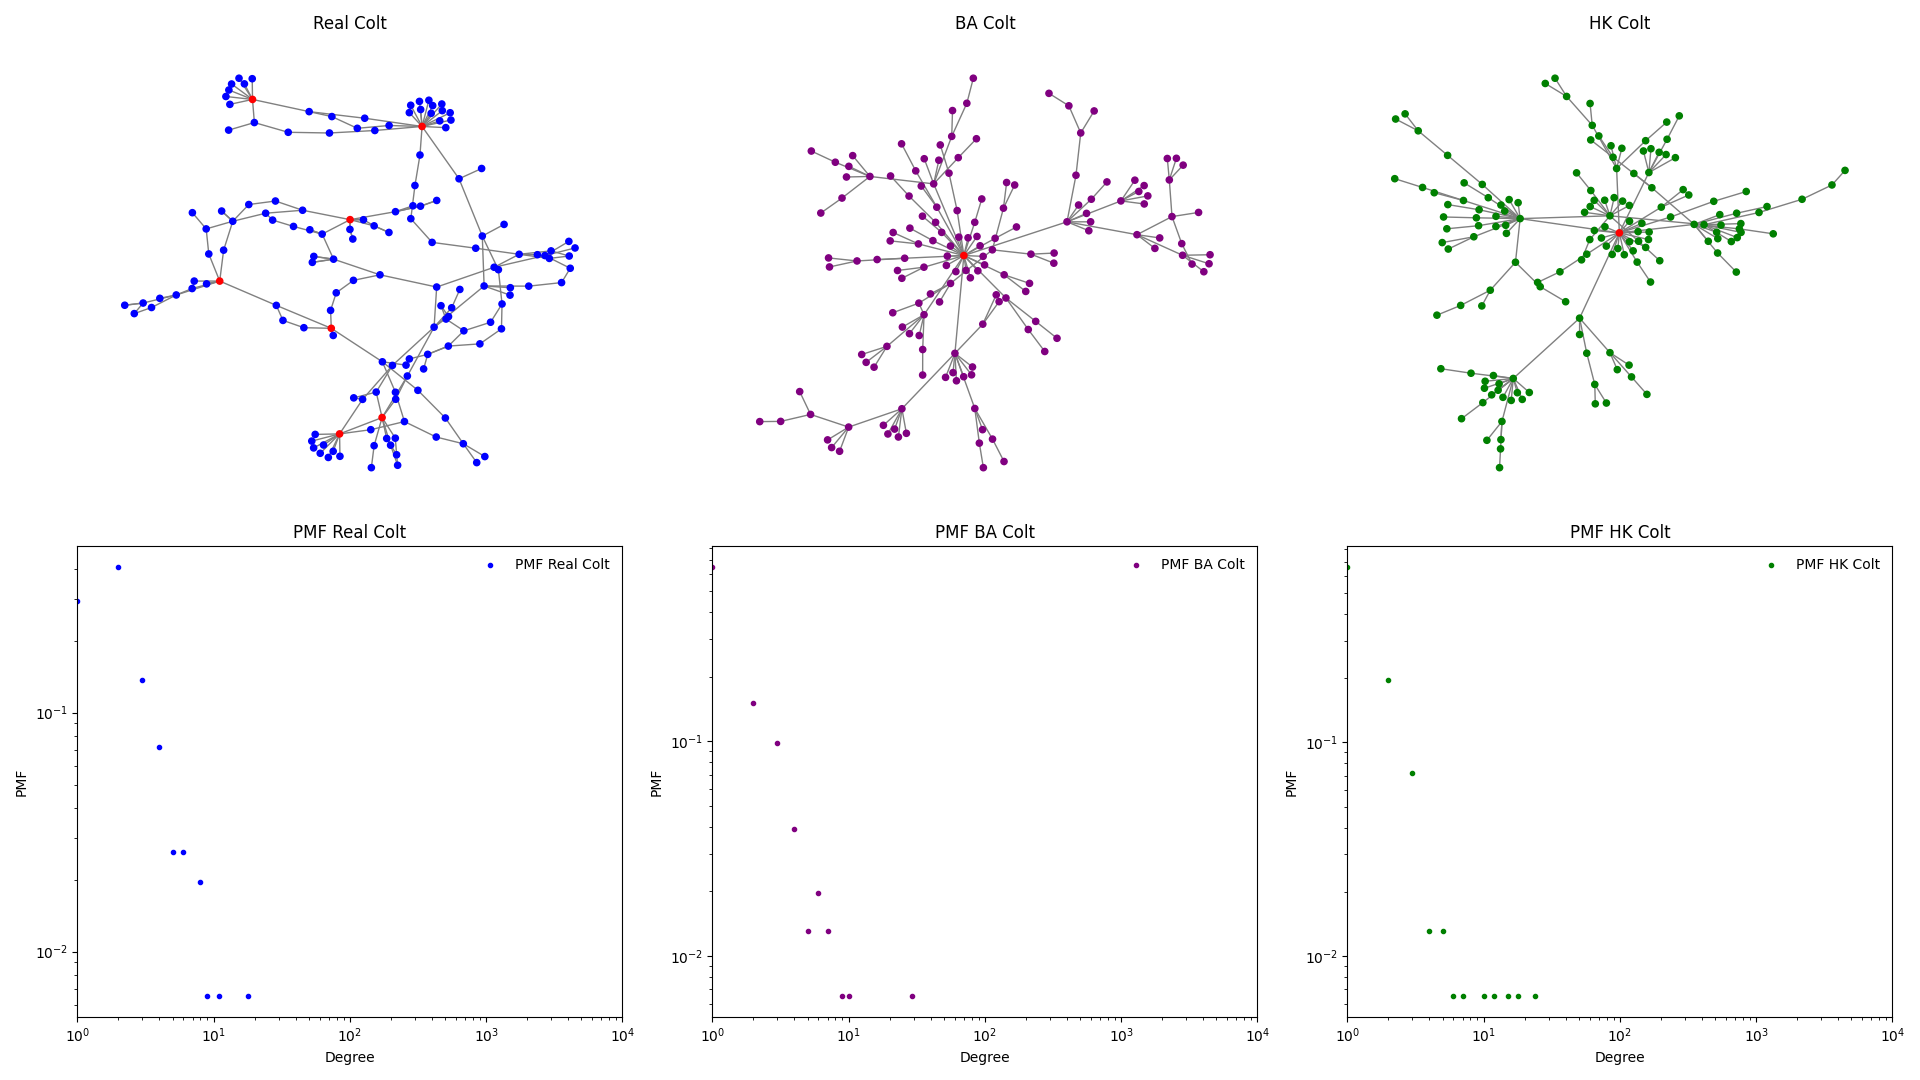 Real Colt
BA Colt
HK Colt
PMF Real Colt
PMF BA Colt
PMF HK Colt
PMF Real Colt
PMF BA Colt
PMF HK Colt
PMF
10⁻¹
10⁻²
10⁰ 10¹ 10² 10³ 10⁴
Degree
PMF
10⁻¹
10⁻²
10⁰ 10¹ 10² 10³ 10⁴
Degree
PMF
10⁻¹
10⁻²
10⁰ 10¹ 10² 10³ 10⁴
Degree